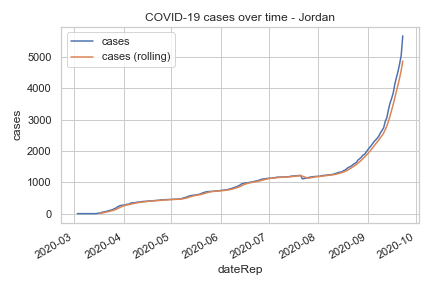 COVID-19 cases over time - Jordan
cases
cases (rolling)
5000
4000
3000
2000
1000
0
cases
2020-03
2020-04
2020-05
2020-06
2020-07
2020-08
2020-09
2020-10
dateRep